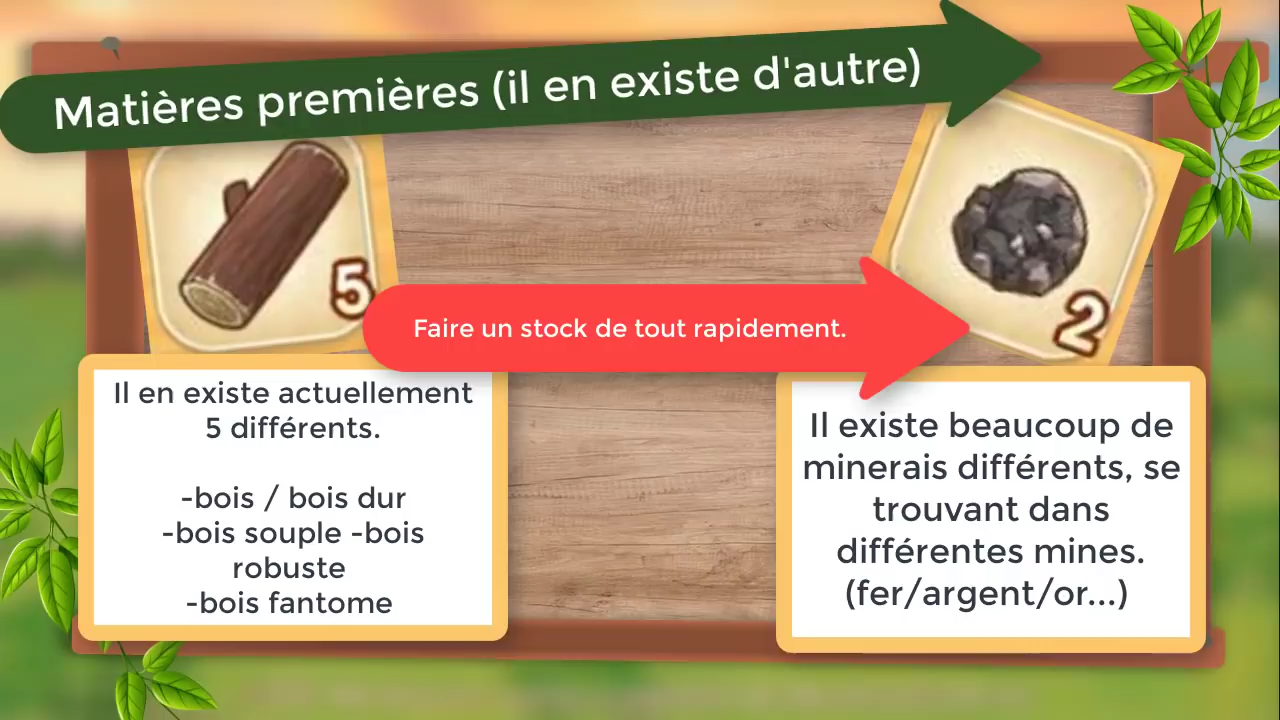 Matières premières (il en existe d'autre)
5
2
Faire un stock de tout rapidement.
Il en existe actuellement
5 différents.
-bois / bois dur
-bois souple -bois
robuste
-bois fantome
Il existe beaucoup de
minerais différents, se
trouvant dans
différentes mines.
(fer/argent/or...)